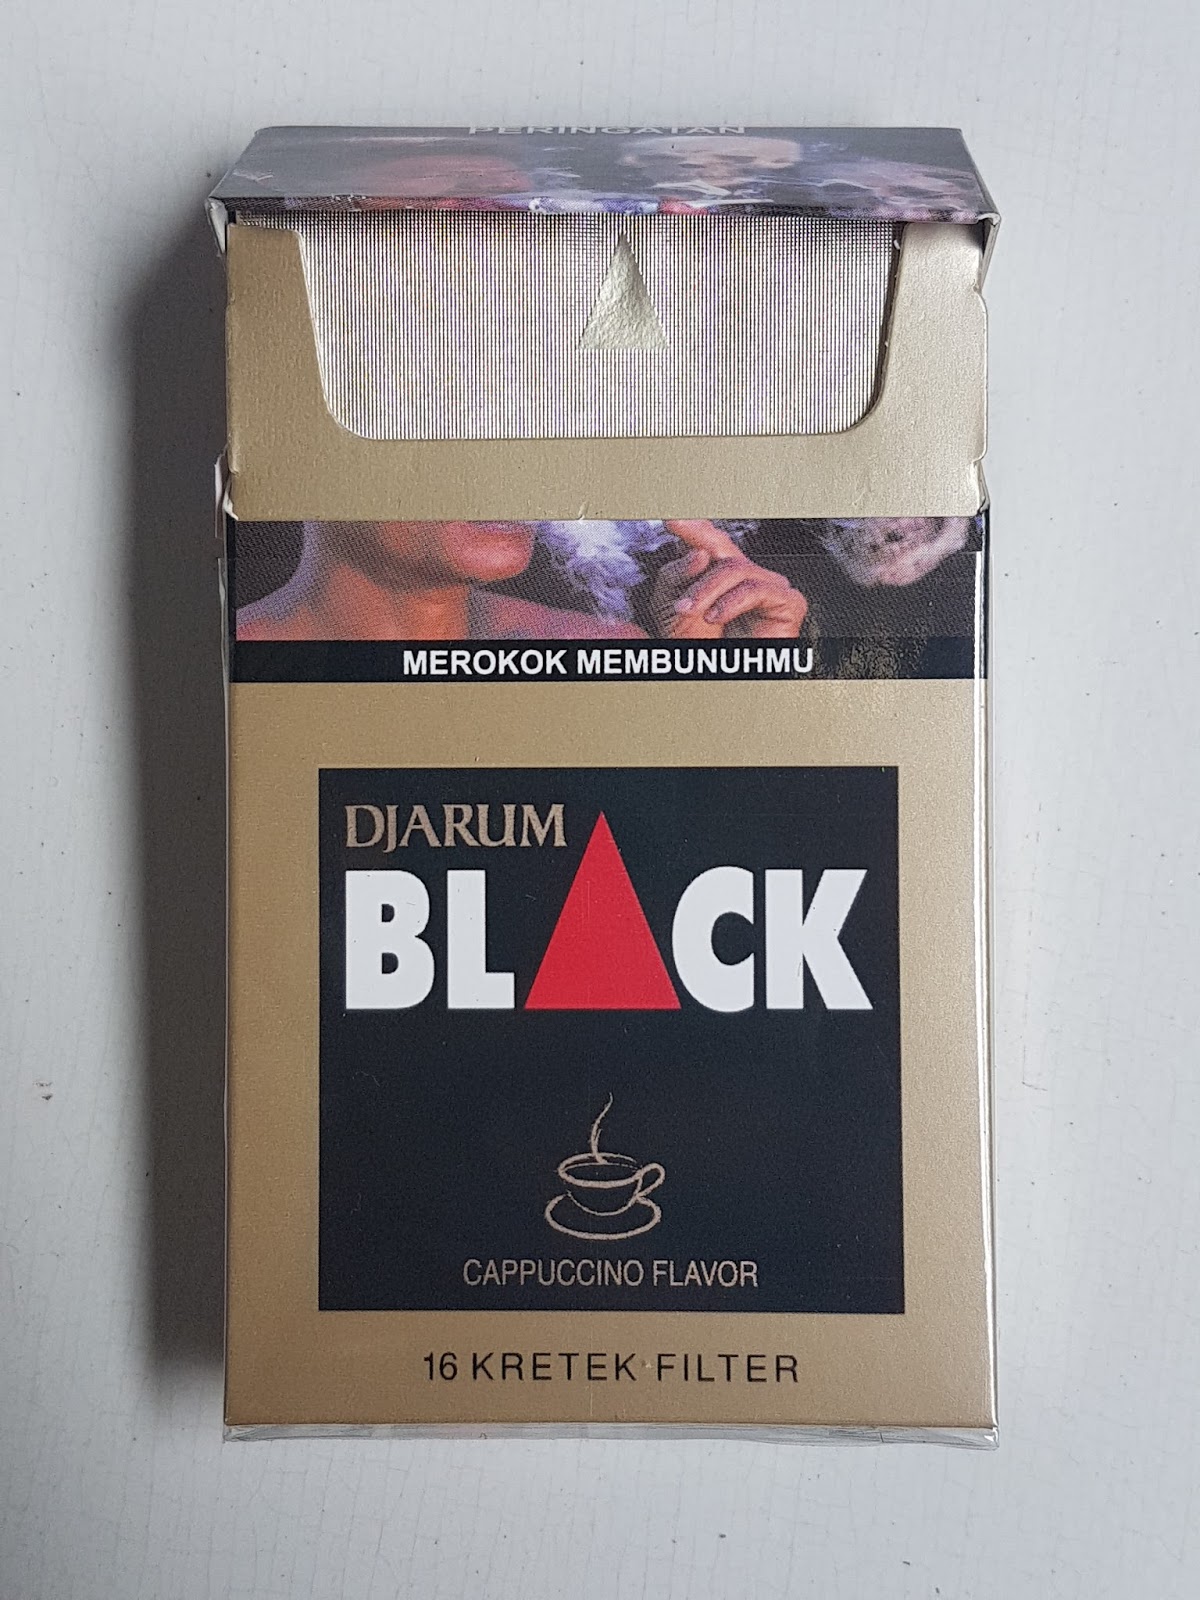 PERINGATAN
MEROKOK MEMBUNUHMU
DJARUM
BLACK
CAPPUCCINO FLAVOR
16 KRETEK FILTER